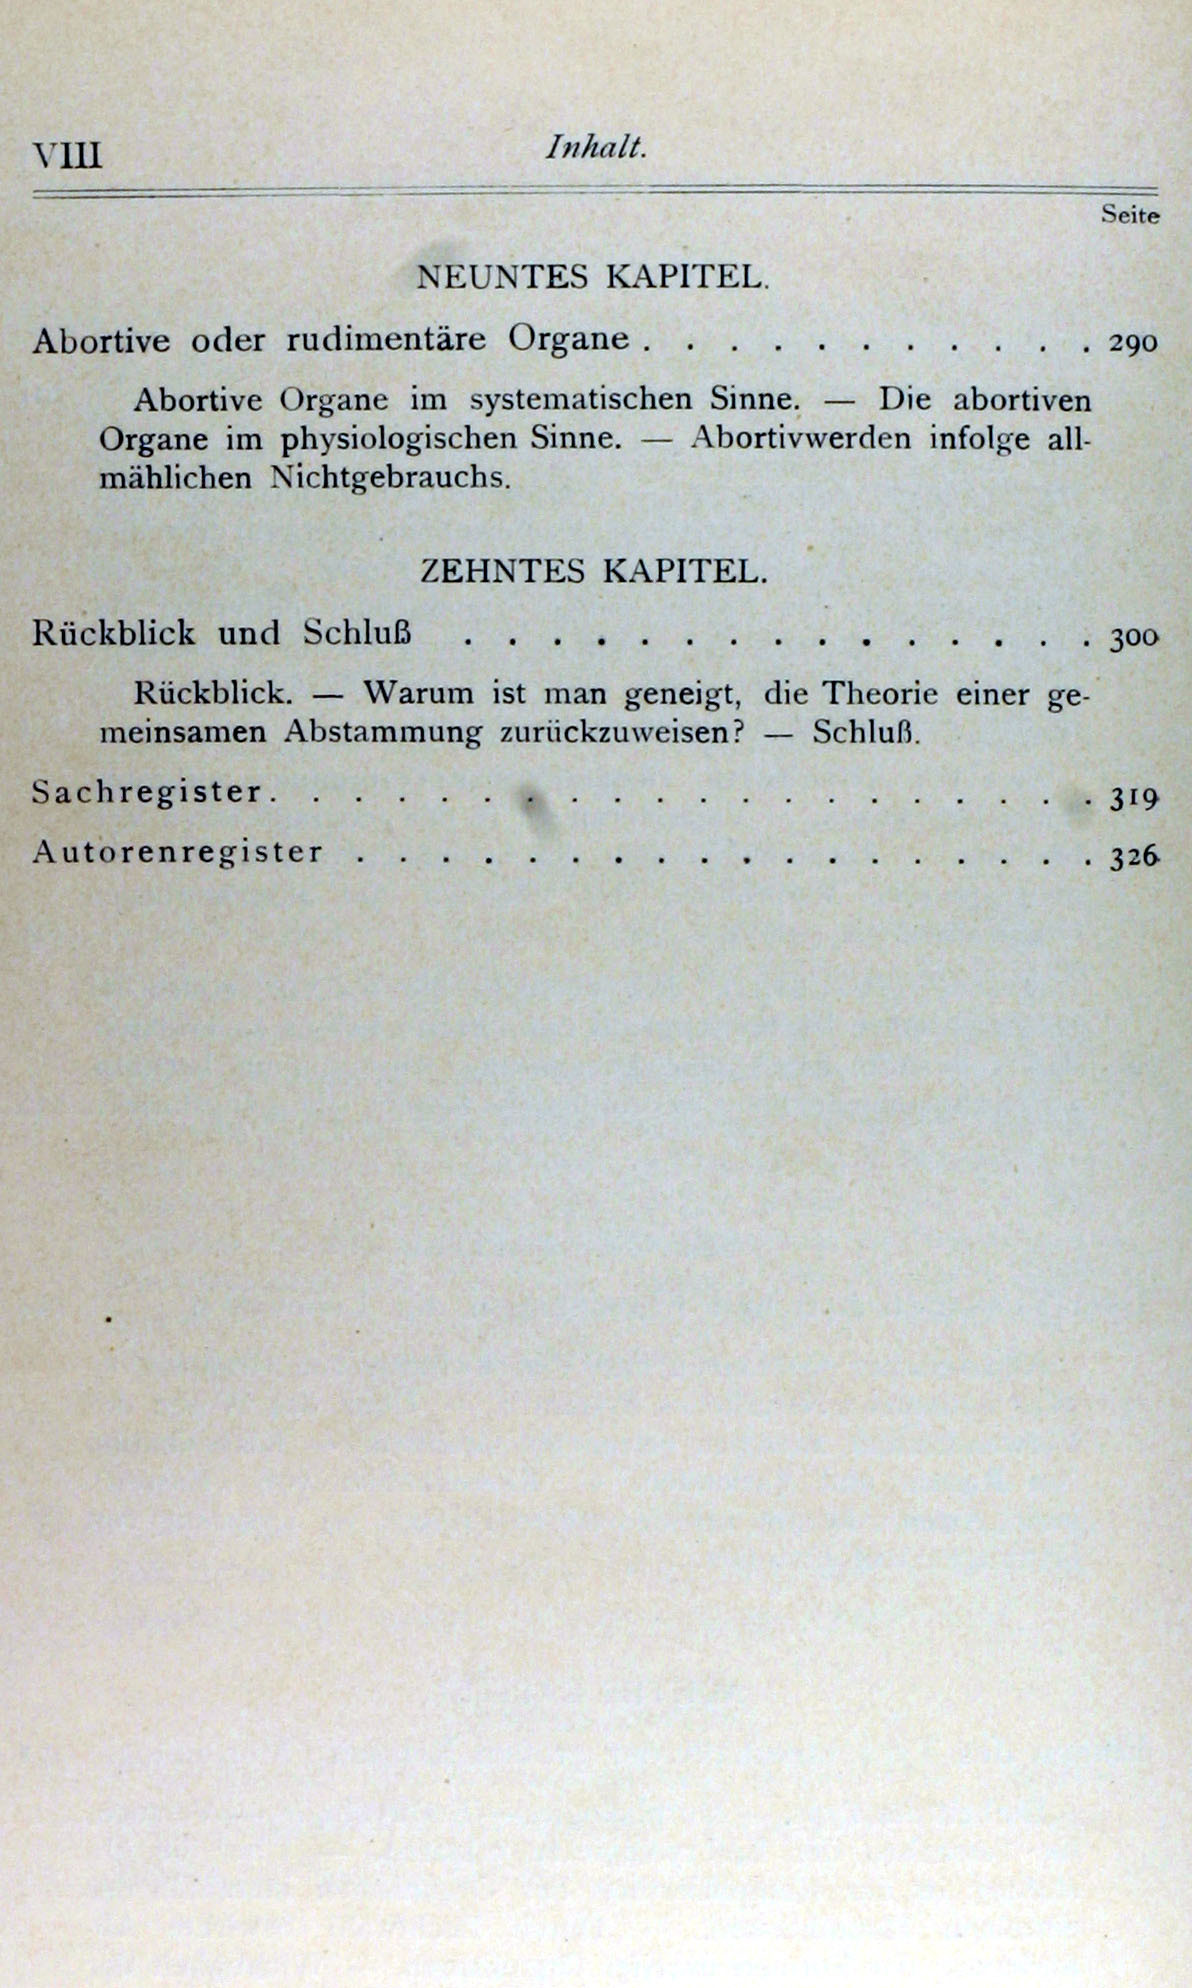 VIII
Inhalt.
Seite
NEUNTES KAPITEL.
Abortive oder rudimentäre Organe . . . . . . . . . . . 290
Abortive Organe im systematischen Sinne. — Die abortiven
Organe im physiologischen Sinne. — Abortivwerden infolge all-
mählichen Nichtgebrauchs.
ZEHNTES KAPITEL.
Rückblick und Schluß . . . . . . . . . . . . . . . 300
Rückblick. — Warum ist man geneigt, die Theorie einer ge-
meinsamen Abstammung zurückzuweisen? — Schluß.
Sachregister . . . . . . . . . . . . . . . . . . . . 319
Autorenregister . . . . . . . . . . . . . . . . . . 326